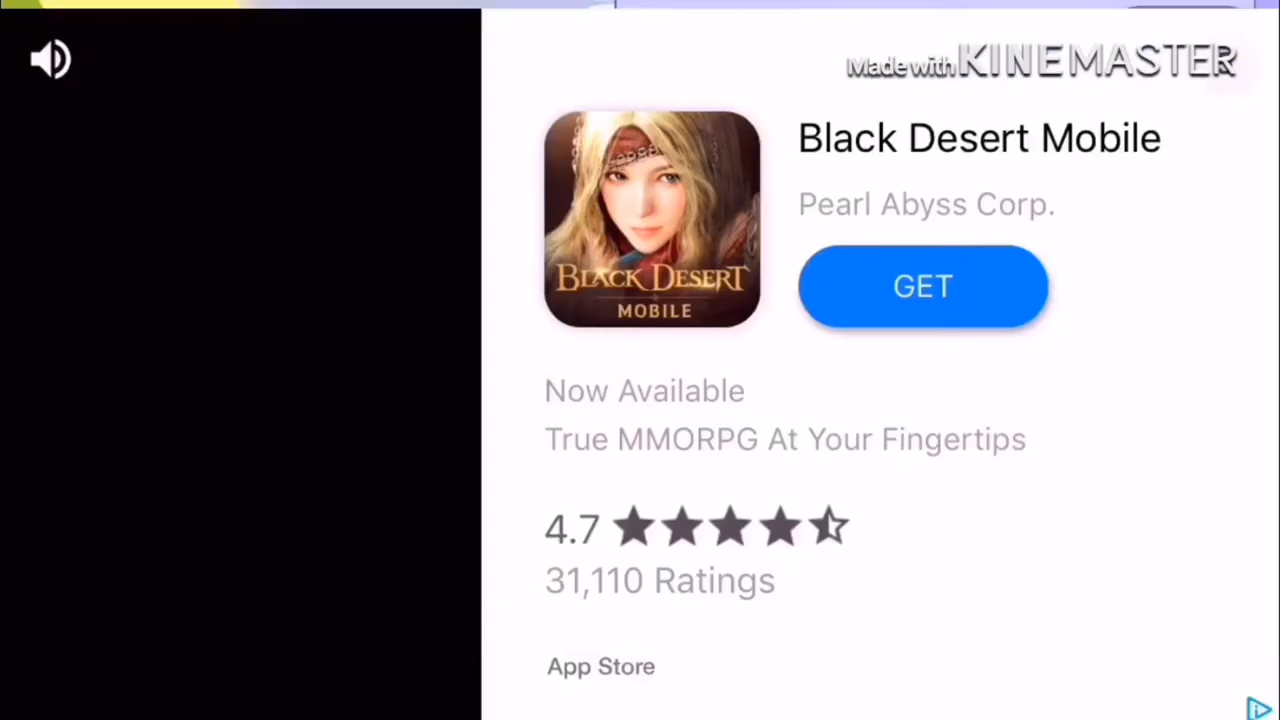 Made with KINEMASTER
Black Desert Mobile
Pearl Abyss Corp.
BLACK DESERT
MOBILE
GET
Now Available
True MMORPG At Your Fingertips
4.7
31,110 Ratings
App Store